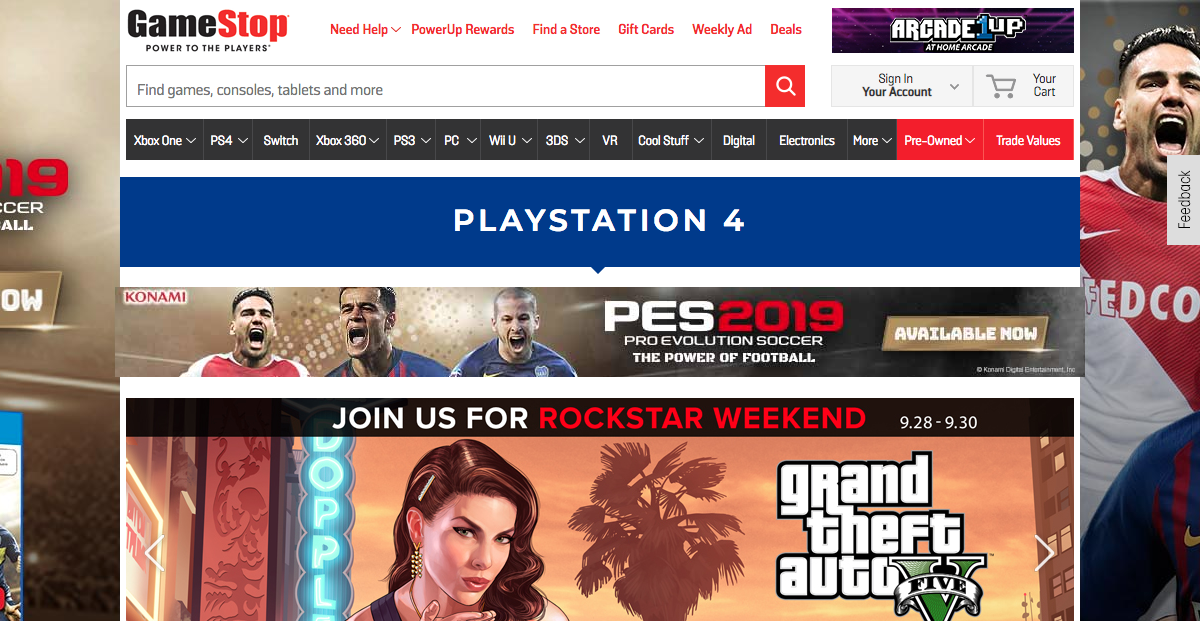 GameStop
POWER TO THE PLAYERS
Need Help
PowerUp Rewards
Find a Store
Gift Cards
Weekly Ad
Deals
ARCADE1UP
AT HOME ARCADE
Find games, consoles, tablets and more
Sign In
Your Account
Your
Cart
Xbox One
PS4
Switch
Xbox 360
PS3
PC
Wii U
3DS
VR
Cool Stuff
Digital
Electronics
More
Pre-Owned
Trade Values
19
CCER
ALL
OW
Feedback
FEDCO
PLAYSTATION 4
KONAMI
PES2019
PRO EVOLUTION SOCCER
THE POWER OF FOOTBALL
AVAILABLE NOW
© Konami Digital Entertainment, Inc
JOIN US FOR ROCKSTAR WEEKEND 9.28 - 9.30
DOPPLE
grand
theft
auto
FIVE
V